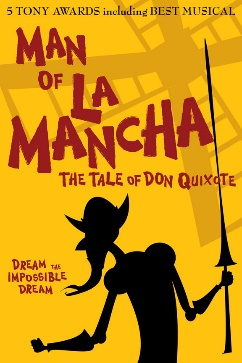 5 TONY AWARDS including BEST MUSICAL
MAN
OF LA
MANCHA
THE TALE OF DON QUIXOTE
DREAM THE
IMPOSSIBLE
DREAM